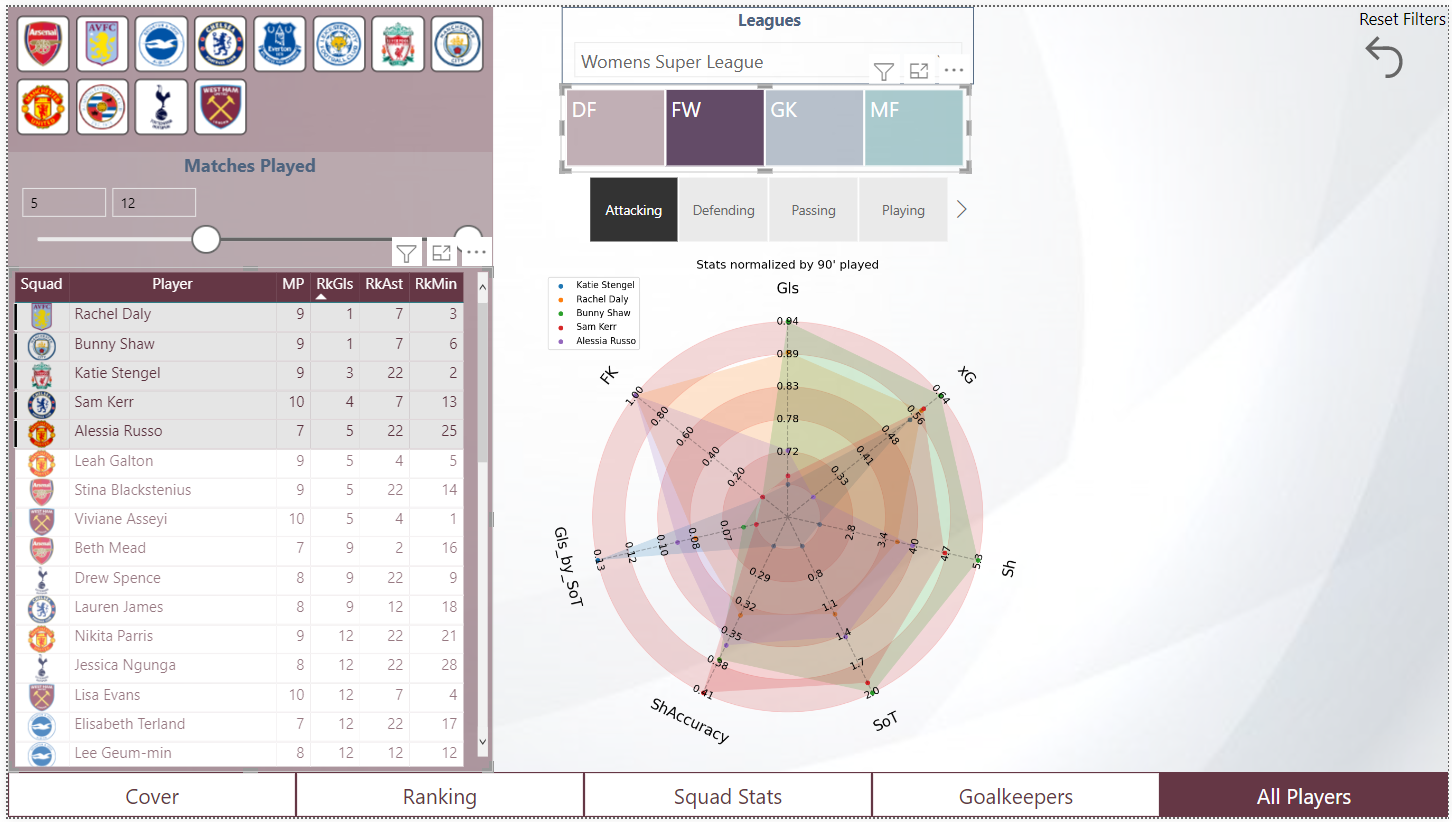 Leagues
Reset Filters
Womens Super League
DF FW GK MF
Matches Played
5 12
Attacking Defending Passing Playing
Stats normalized by 90' played
Squad Player MP RkGls RkAst RkMin
Rachel Daly 9 1 7 3
Bunny Shaw 9 1 7 6
Katie Stengel 9 3 22 2
Sam Kerr 10 4 7 13
Alessia Russo 7 5 22 25
Leah Galton 9 5 4 5
Stina Blackstenius 9 5 22 14
Viviane Asseyi 10 5 4 1
Beth Mead 7 9 2 16
Drew Spence 8 9 22 9
Lauren James 8 9 12 18
Nikita Parris 9 12 22 21
Jessica Ngunga 8 12 22 28
Lisa Evans 10 12 7 4
Elisabeth Terland 7 12 22 17
Lee Geum-min 8 12 12 12
Katie Stengel
Rachel Daly
Bunny Shaw
Sam Kerr
Alessia Russo
Gls
0.94
0.89
0.83
0.78
0.72
xG
0.64
0.56
0.48
0.41
0.33
Sh
4.0
3.4
2.8
SoT
2.0
1.7
1.4
1.1
0.8
ShAccuracy
0.41
0.38
0.35
0.32
0.29
Gls_by_SoT
0.12
0.10
0.08
0.07
FK
1.00
0.80
0.60
0.40
0.20
Cover Ranking Squad Stats Goalkeepers All Players